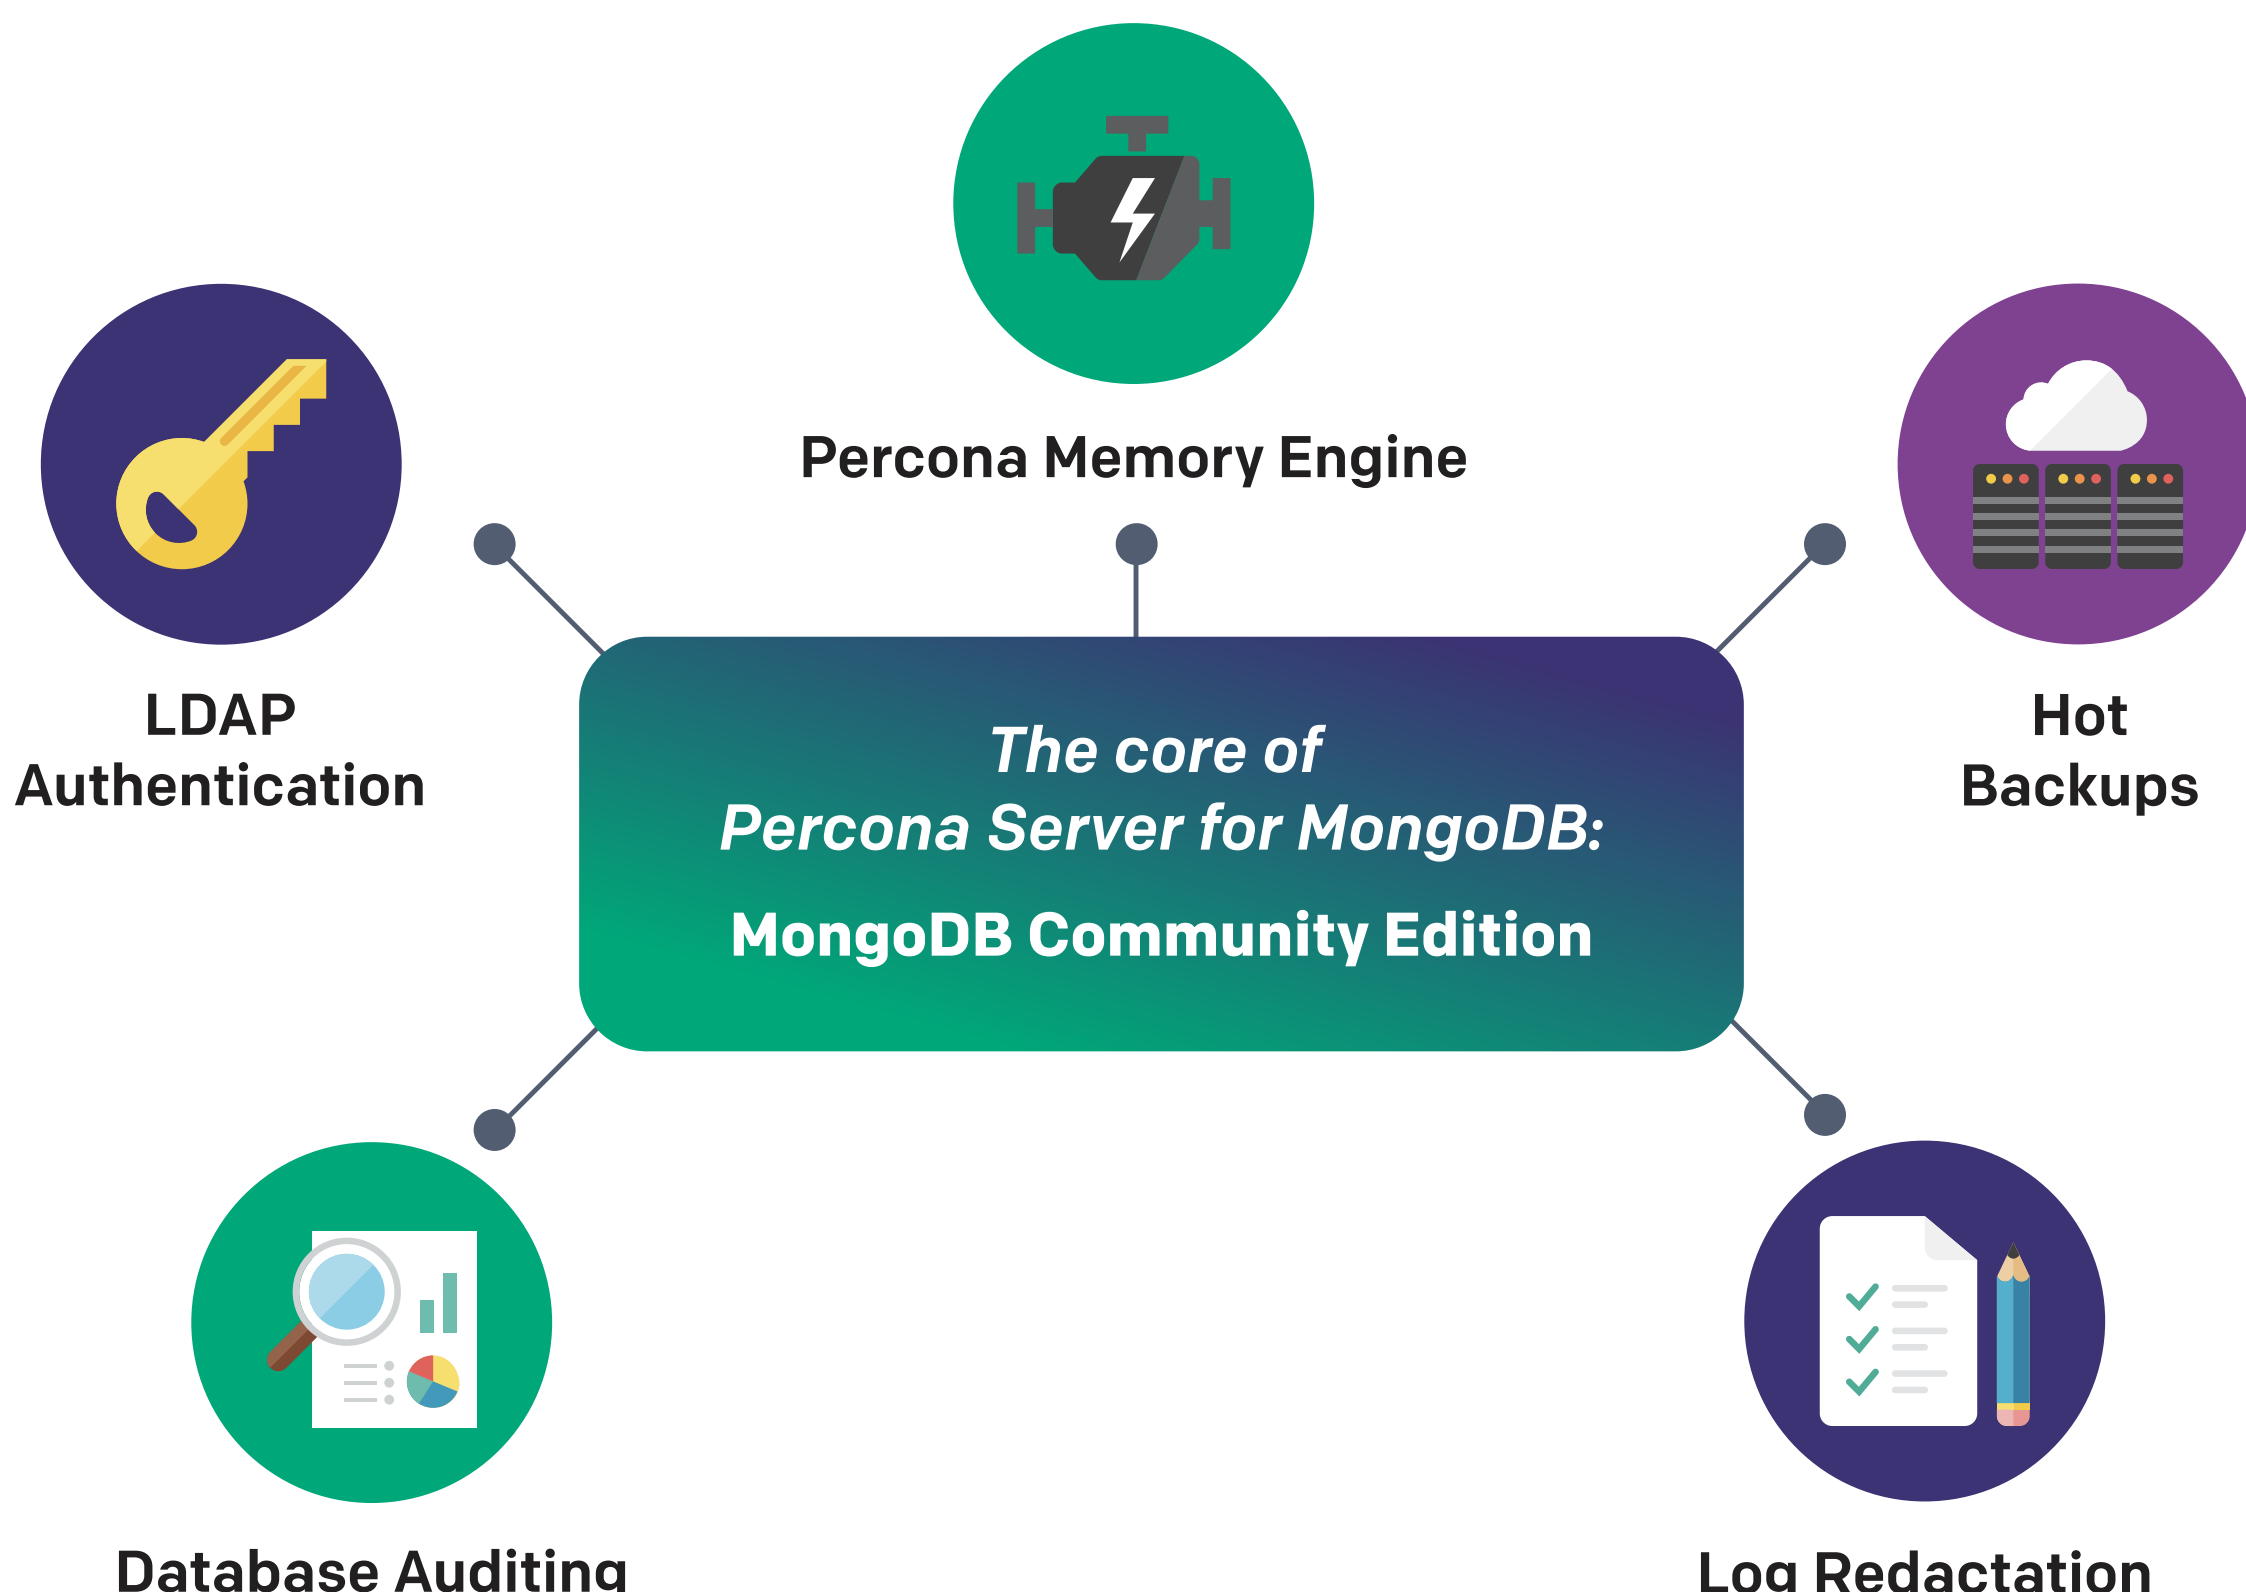 Percona Memory Engine
LDAP
Authentication
Hot
Backups
The core of
Percona Server for MongoDB:
MongoDB Community Edition
Database Auditing
Log Redactation